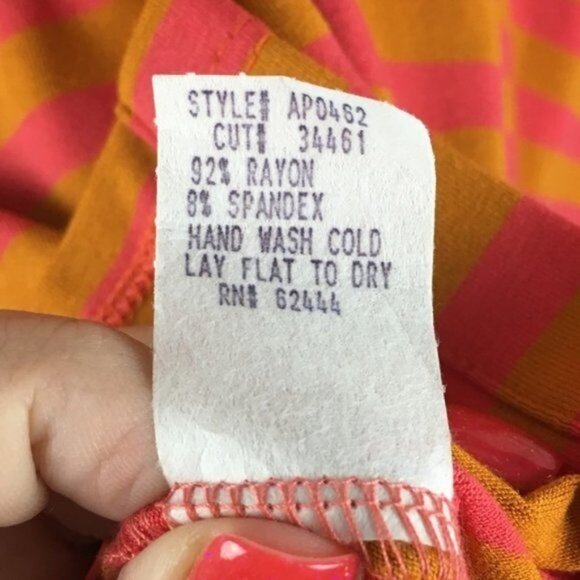 STYLE# AP0462
CUT# 34461
92% RAYON
8% SPANDEX
HAND WASH COLD
LAY FLAT TO DRY
RN# 62444